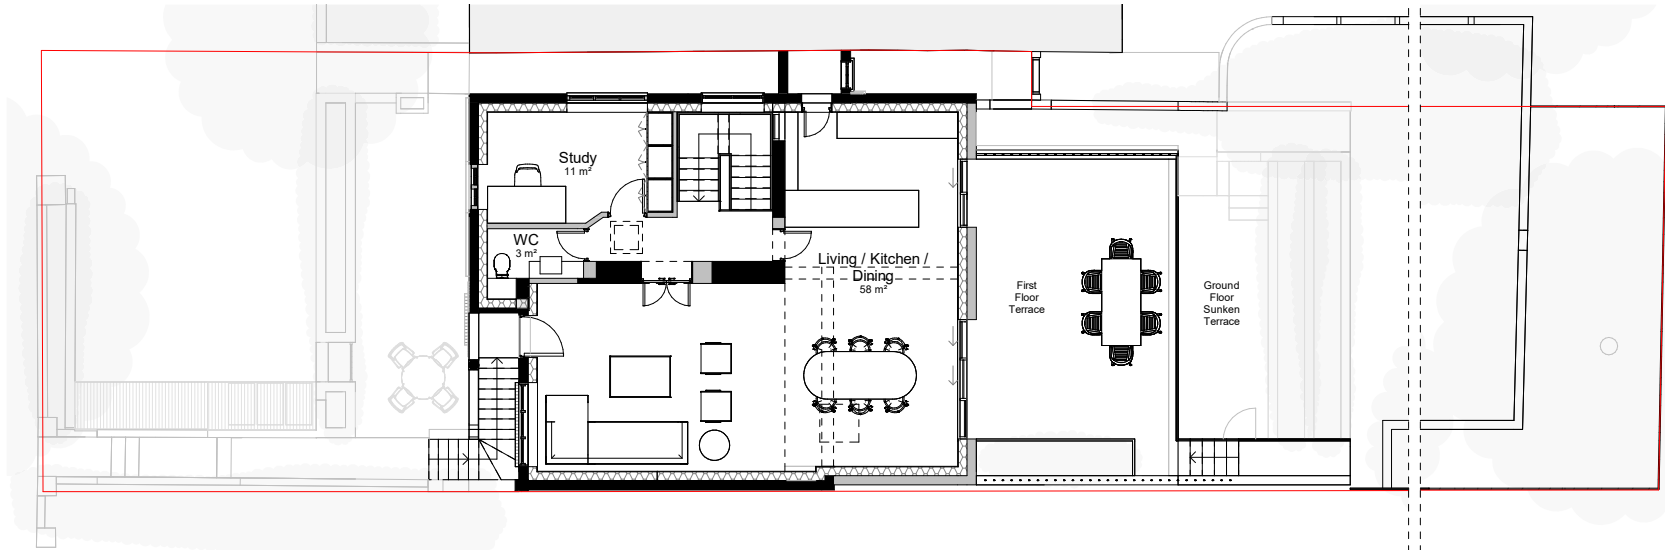 Study
11 m²
WC
3 m²
Living / Kitchen /
Dining
58 m²
First
Floor
Terrace
Ground
Floor
Sunken
Terrace